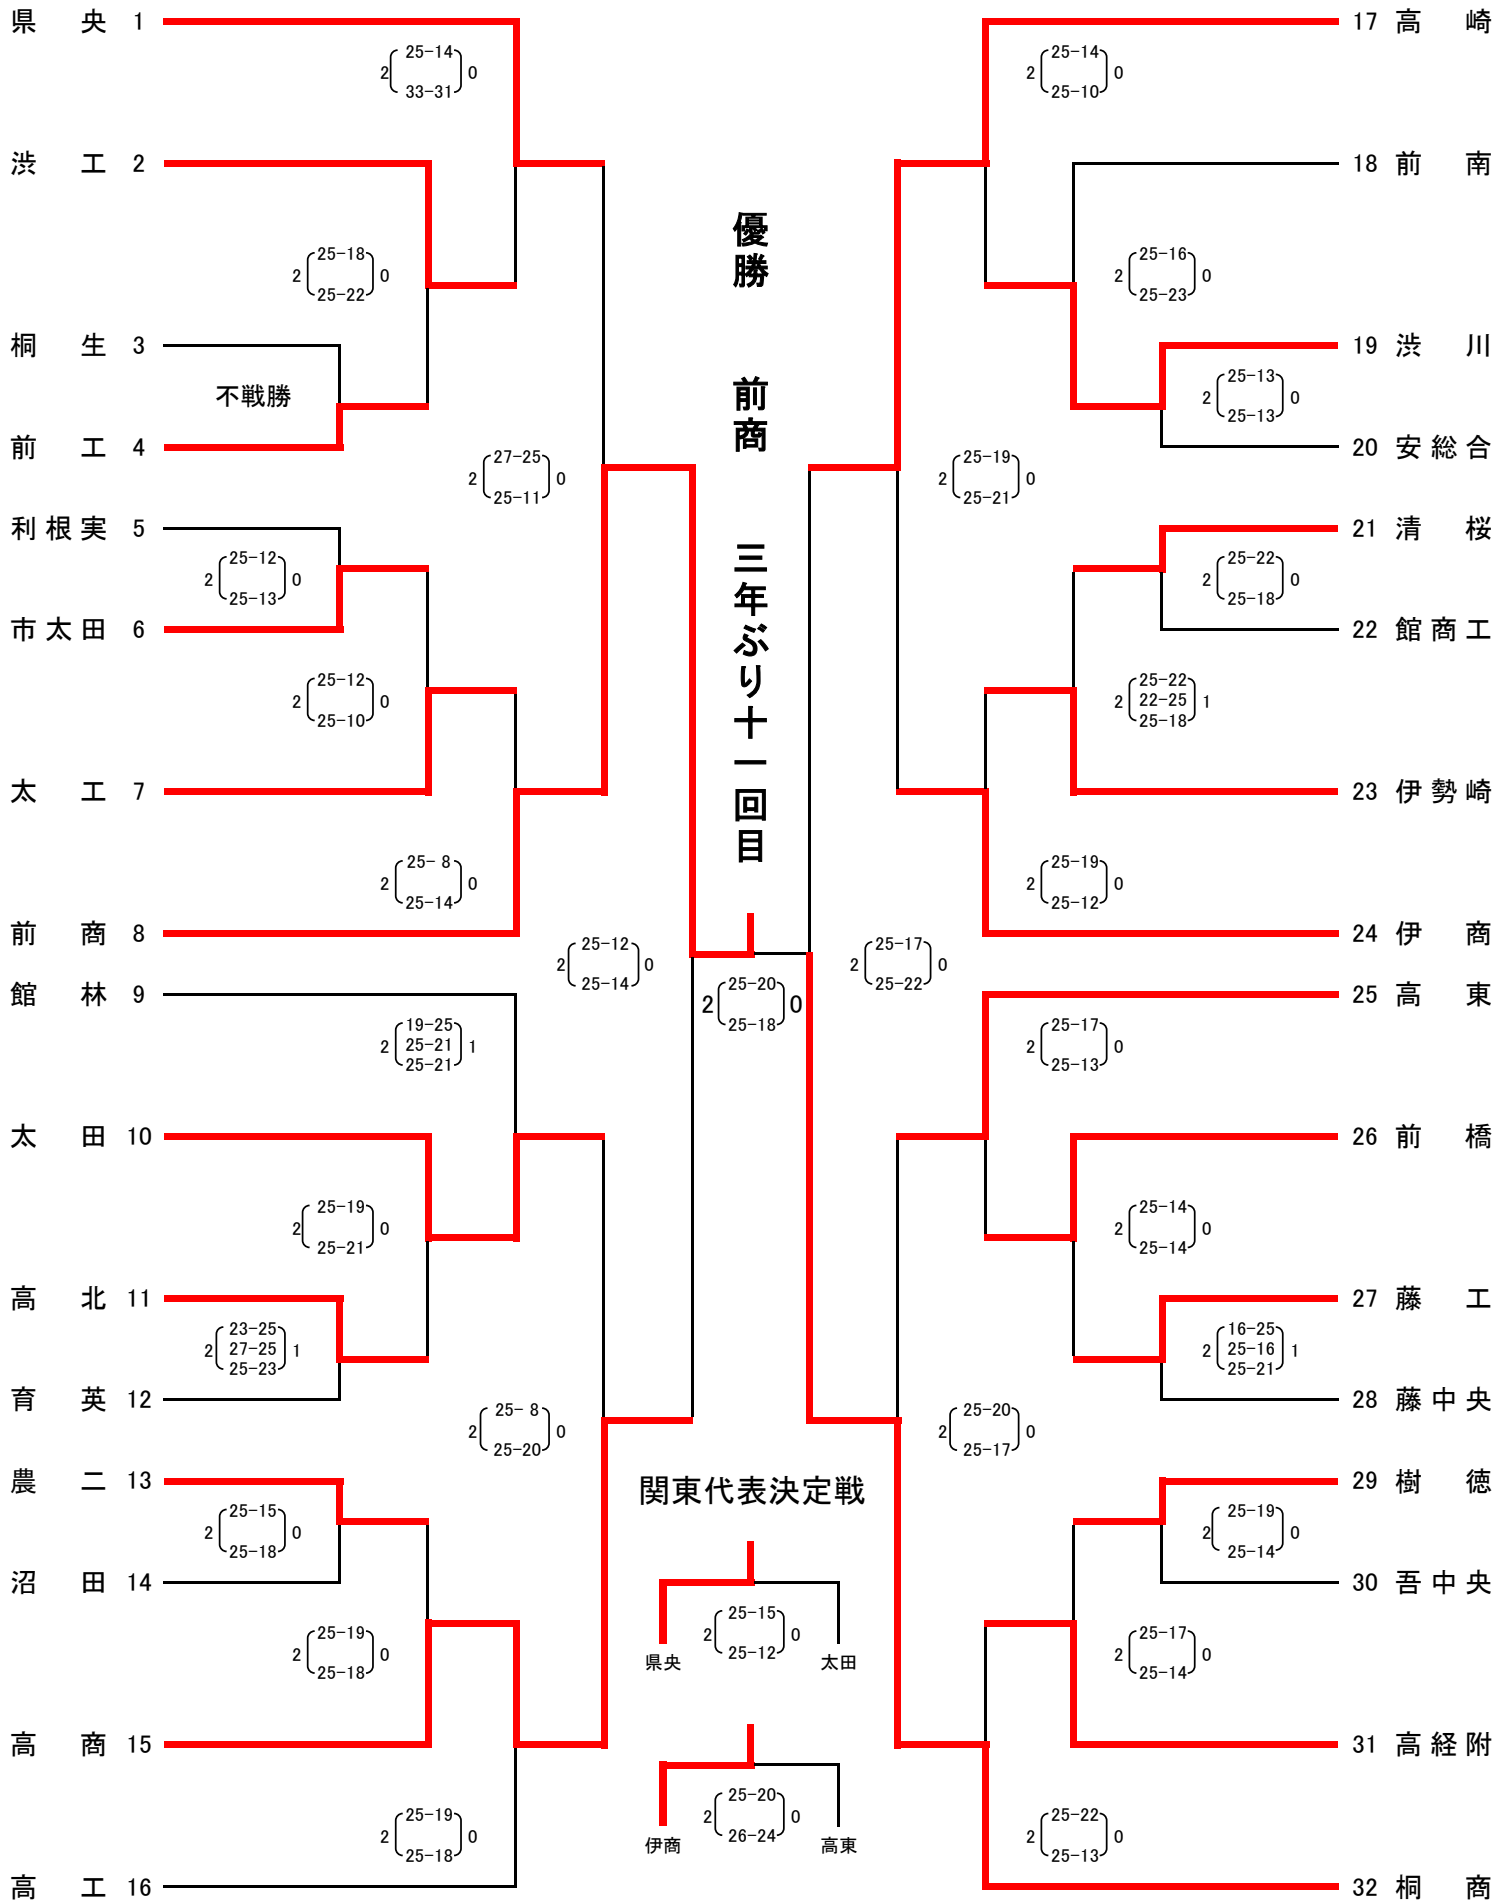 県央 1
25-14
2 0
33-31
渋工 2
25-18
2 0
25-22
桐生 3
不戦勝
前工 4
27-25
2 0
25-11
利根実 5
25-12
2 0
25-13
市太田 6
25-12
2 0
25-10
太工 7
25- 8
2 0
25-14
前商 8
25-12
2 0
25-14
館林 9
19-25
2 25-21 1
25-21
太田 10
25-19
2 0
25-21
高北 11
23-25
2 27-25 1
25-23
育英 12
25- 8
2 0
25-20
農二 13
25-15
2 0
25-18
沼田 14
25-19
2 0
25-18
高商 15
25-19
2 0
25-18
高工 16
優勝 前商 三年ぶり十一回目
25-20
2 0
25-18
関東代表決定戦
25-15
2 0
25-12
県央 太田
25-20
2 0
26-24
伊商 高東
17 高崎
25-14
2 0
25-10
18 前南
25-16
2 0
25-23
19 渋川
25-13
2 0
25-13
20 安総合
25-19
2 0
25-21
21 清桜
25-22
2 0
25-18
22 館商工
25-22
2 22-25 1
25-18
23 伊勢崎
25-19
2 0
25-12
24 伊商
25-17
2 0
25-22
25 高東
25-17
2 0
25-13
26 前橋
25-14
2 0
25-14
27 藤工
16-25
2 25-16 1
25-21
28 藤中央
25-20
2 0
25-17
29 樹徳
25-19
2 0
25-14
30 吾中央
25-17
2 0
25-14
31 高経附
25-22
2 0
25-13
32 桐商